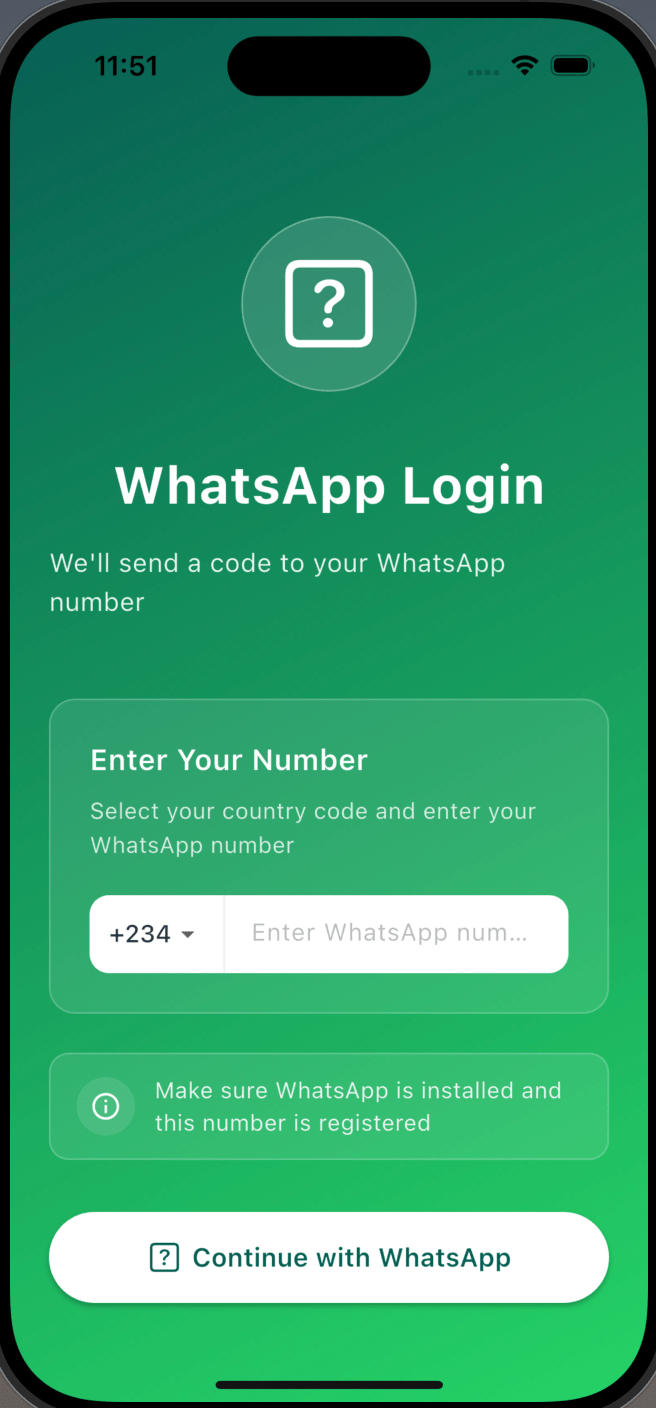 11:51
?
WhatsApp Login
We'll send a code to your WhatsApp
number
Enter Your Number
Select your country code and enter your
WhatsApp number
+234
Enter WhatsApp num...
Make sure WhatsApp is installed and
this number is registered
? Continue with WhatsApp